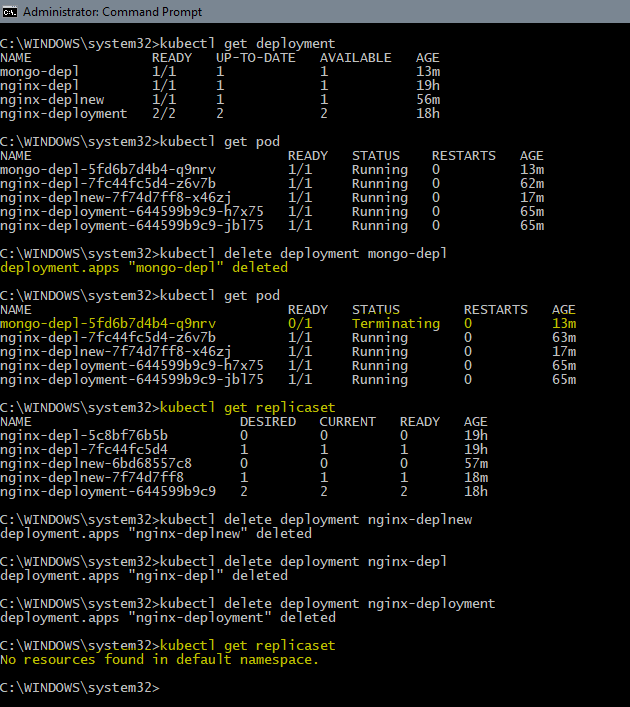 Administrator: Command Prompt
C:\WINDOWS\system32>kubectl get deployment
NAME READY UP-TO-DATE AVAILABLE AGE
mongo-depl 1/1 1 1 13m
nginx-depl 1/1 1 1 19h
nginx-deplnew 1/1 1 1 56m
nginx-deployment 2/2 2 2 18h
C:\WINDOWS\system32>kubectl get pod
NAME READY STATUS RESTARTS AGE
mongo-depl-5fd6b7d4b4-q9nrv 1/1 Running 0 13m
nginx-depl-7fc44fc5d4-z6v7b 1/1 Running 0 62m
nginx-deplnew-7f74d7ff8-x46zj 1/1 Running 0 17m
nginx-deployment-644599b9c9-h7x75 1/1 Running 0 65m
nginx-deployment-644599b9c9-jbl75 1/1 Running 0 65m
C:\WINDOWS\system32>kubectl delete deployment mongo-depl
deployment.apps "mongo-depl" deleted
C:\WINDOWS\system32>kubectl get pod
NAME READY STATUS RESTARTS AGE
mongo-depl-5fd6b7d4b4-q9nrv 0/1 Terminating 0 13m
nginx-depl-7fc44fc5d4-z6v7b 1/1 Running 0 63m
nginx-deplnew-7f74d7ff8-x46zj 1/1 Running 0 17m
nginx-deployment-644599b9c9-h7x75 1/1 Running 0 65m
nginx-deployment-644599b9c9-jbl75 1/1 Running 0 65m
C:\WINDOWS\system32>kubectl get replicaset
NAME DESIRED CURRENT READY AGE
nginx-depl-5c8bf76b5b 0 0 0 19h
nginx-depl-7fc44fc5d4 1 1 1 19h
nginx-deplnew-6bd68557c8 0 0 0 57m
nginx-deplnew-7f74d7ff8 1 1 1 18m
nginx-deployment-644599b9c9 2 2 2 18h
C:\WINDOWS\system32>kubectl delete deployment nginx-deplnew
deployment.apps "nginx-deplnew" deleted
C:\WINDOWS\system32>kubectl delete deployment nginx-depl
deployment.apps "nginx-depl" deleted
C:\WINDOWS\system32>kubectl delete deployment nginx-deployment
deployment.apps "nginx-deployment" deleted
C:\WINDOWS\system32>kubectl get replicaset
No resources found in default namespace.
C:\WINDOWS\system32>